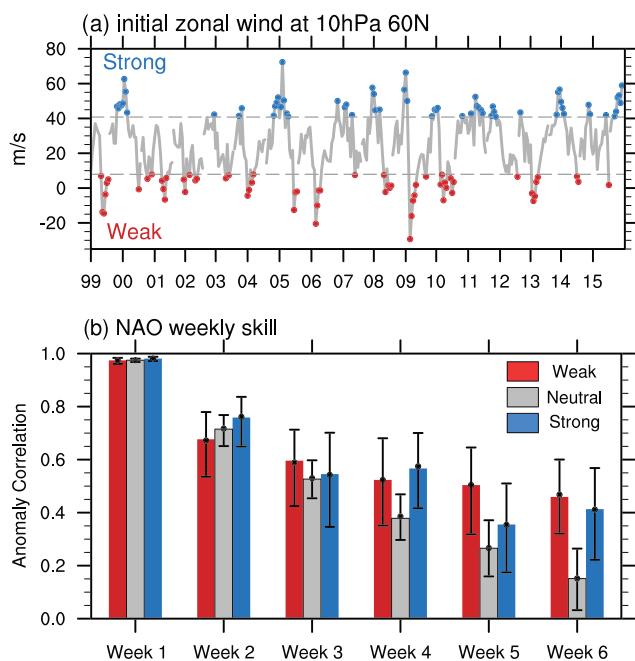 (a) initial zonal wind at 10hPa 60N
80
60
40
20
0
-20
m/s
Strong
Weak
99 00 01 02 03 04 05 06 07 08 09 10 11 12 13 14 15
(b) NAO weekly skill
1.0
0.8
0.6
0.4
0.2
0.0
Anomaly Correlation
Weak
Neutral
Strong
Week 1 Week 2 Week 3 Week 4 Week 5 Week 6